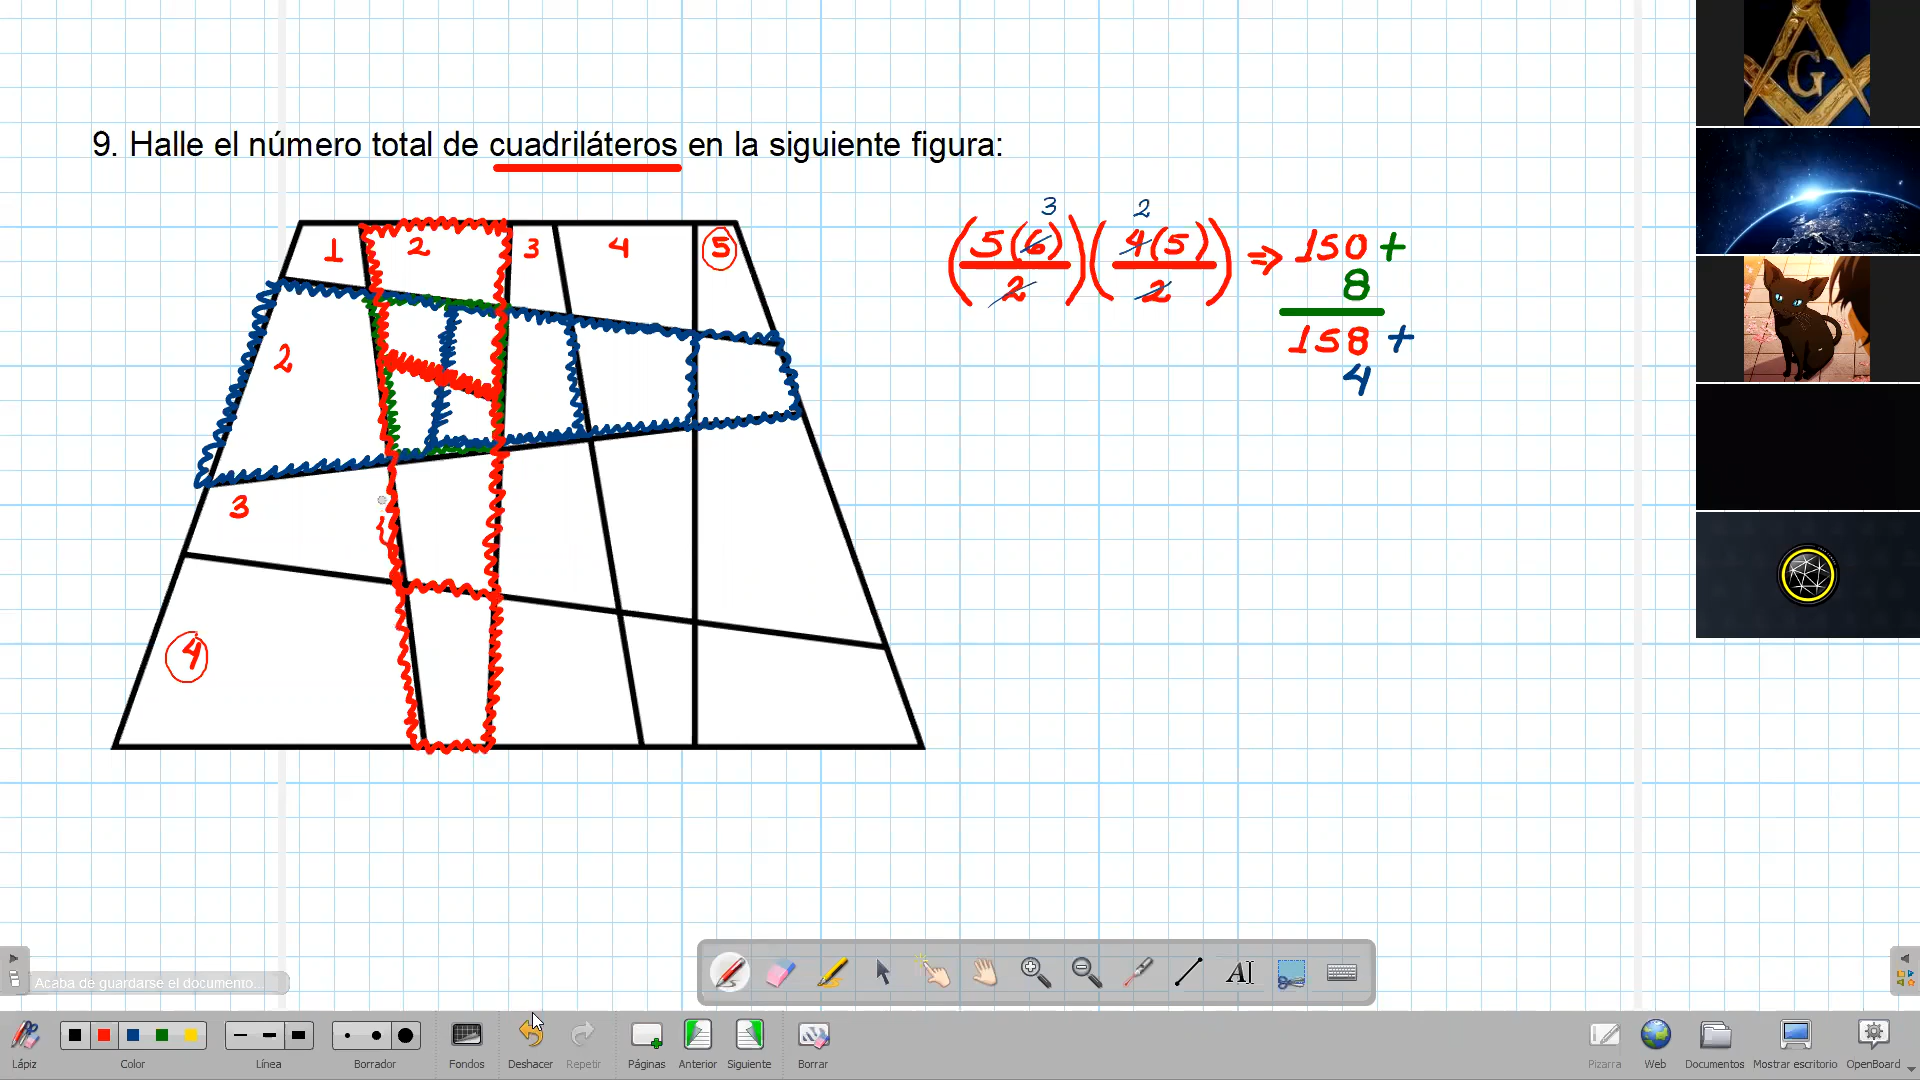 9. Halle el número total de cuadriláteros en la siguiente figura:
1 2 3 4 5
2
3
4
3 2
(5(6)/2)(4(5)/2) ⇒ 150 +
8
158 +
4
G
Acaba de guardarse el documento...
AI
Lápiz Color Línea Borrador Fondos Deshacer Repetir Páginas Anterior Siguiente Borrar Pizarra Web Documentos Mostrar escritorio OpenBoard